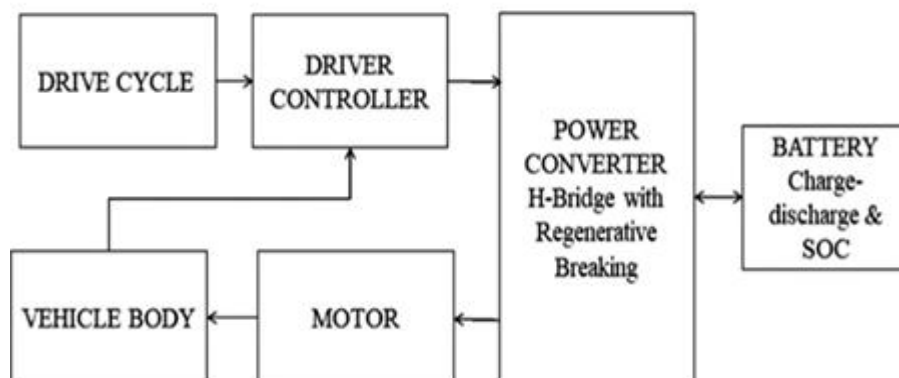 DRIVE CYCLE
DRIVER
CONTROLLER
POWER
CONVERTER
H-Bridge with
Regenerative
Breaking
BATTERY
Charge-
discharge &
SOC
VEHICLE BODY
MOTOR